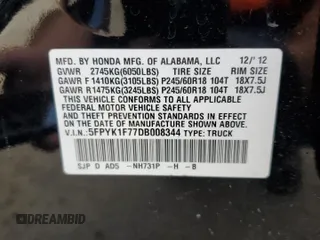 MFD. BY HONDA MFG. OF ALABAMA, LLC 12/ 12
GVWR 2745KG(6050LBS) TIRE SIZE RIM SIZE
GAWR F1410KG(3105LBS) P245/60R18 104T 18X7.5J
GAWR R1475KG(3245LBS) P245/60R18 104T 18X7.5J
THIS VEHICLE CONFORMS TO ALL APPLICABLE
FEDERAL MOTOR VEHICLE SAFETY
AND THEFT PREVENTION STANDARDS IN EFFECT
ON THE DATE OF MANUFACTURE SHOWN ABOVE.
V.I.N.: 5FPYK1F77DB008344 TYPE: TRUCK
SJP D AD5 -NH731P -H -B
© DREAMBID